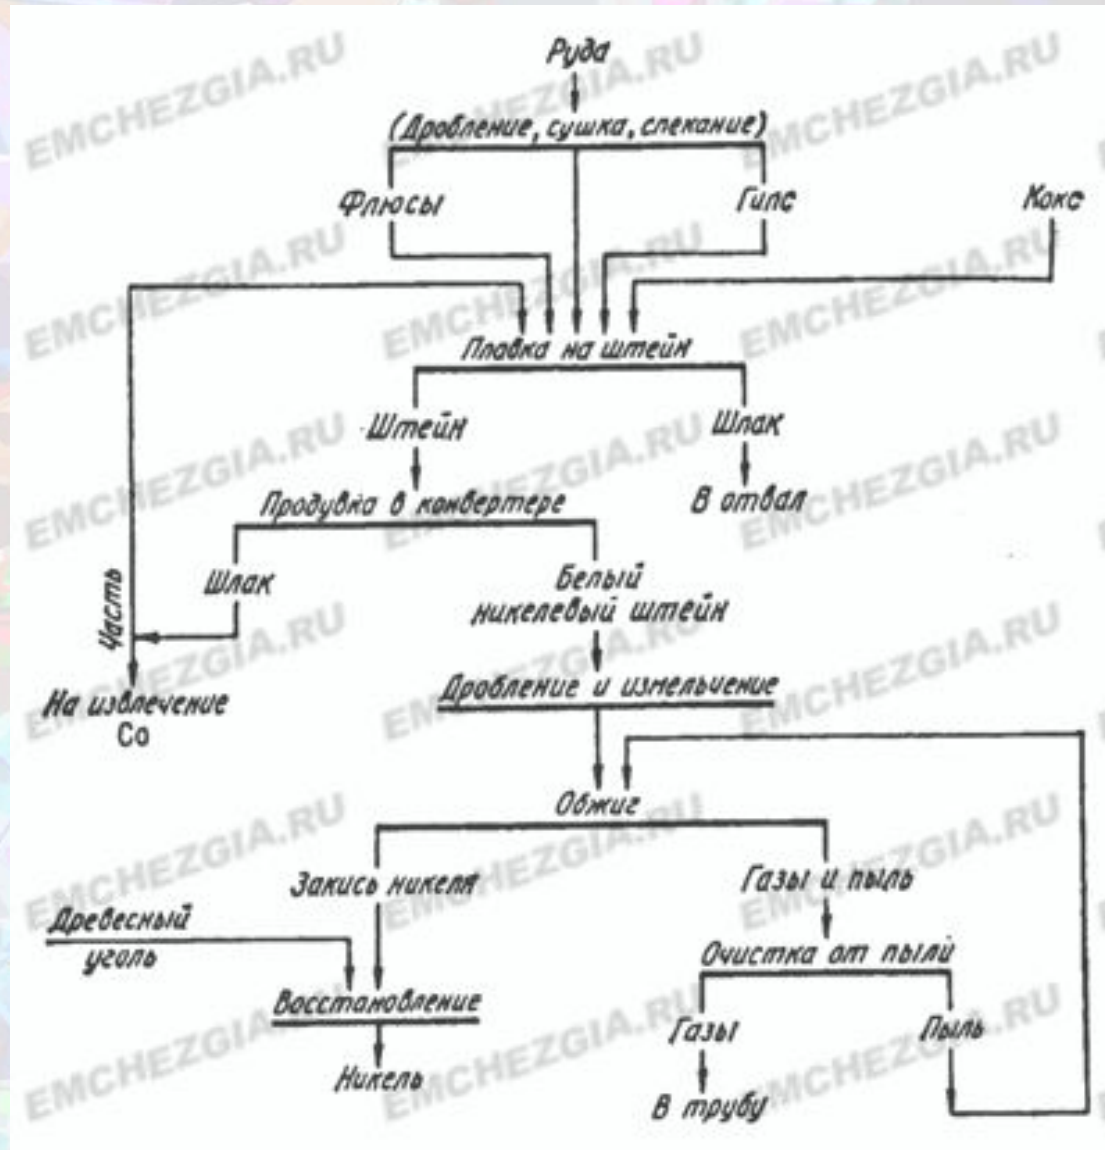 EMCHEZGIA.RU
Руда
(Дробление, сушка, спекание)
Флюсы
Гипс
Кокс
Плавка на штейн
Штейн
Шлак
В отвал
Продувка в конвертере
Шлак
Белый
никелевый штейн
Часть
На извлечение
Co
Дробление и измельчение
Обжиг
Закись никеля
Газы и пыль
Древесный
уголь
Очистка от пыли
Восстановление
Газы
Пыль
Никель
В трубу